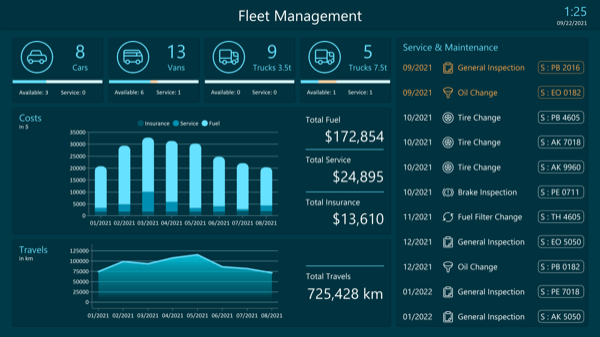 Fleet Management
1:25
09/22/2021
8
Cars
Available: 3 Service: 0
13
Vans
Available: 6 Service: 1
9
Trucks 3.5t
Available: 0 Service: 0
5
Trucks 7.5t
Available: 1 Service: 1
Costs
in $
Insurance Service Fuel
35000
30000
25000
20000
15000
10000
5000
0
01/2021 02/2021 03/2021 04/2021 05/2021 06/2021 07/2021 08/2021
Total Fuel
$172,854
Total Service
$24,895
Total Insurance
$13,610
Travels
in km
125000
100000
75000
50000
25000
0
01/2021 02/2021 03/2021 04/2021 05/2021 06/2021 07/2021 08/2021
Total Travels
725,428 km
Service & Maintenance
09/2021 General Inspection S : PB 2016
09/2021 Oil Change S : EO 0182
10/2021 Tire Change S : PB 4605
10/2021 Tire Change S : AK 7018
10/2021 Tire Change S : AK 9960
10/2021 Brake Inspection S : PE 0711
11/2021 Fuel Filter Change S : TH 4605
12/2021 General Inspection S : EO 5050
12/2021 Oil Change S : PB 0182
01/2022 General Inspection S : PE 7018
01/2022 General Inspection S : AK 5050